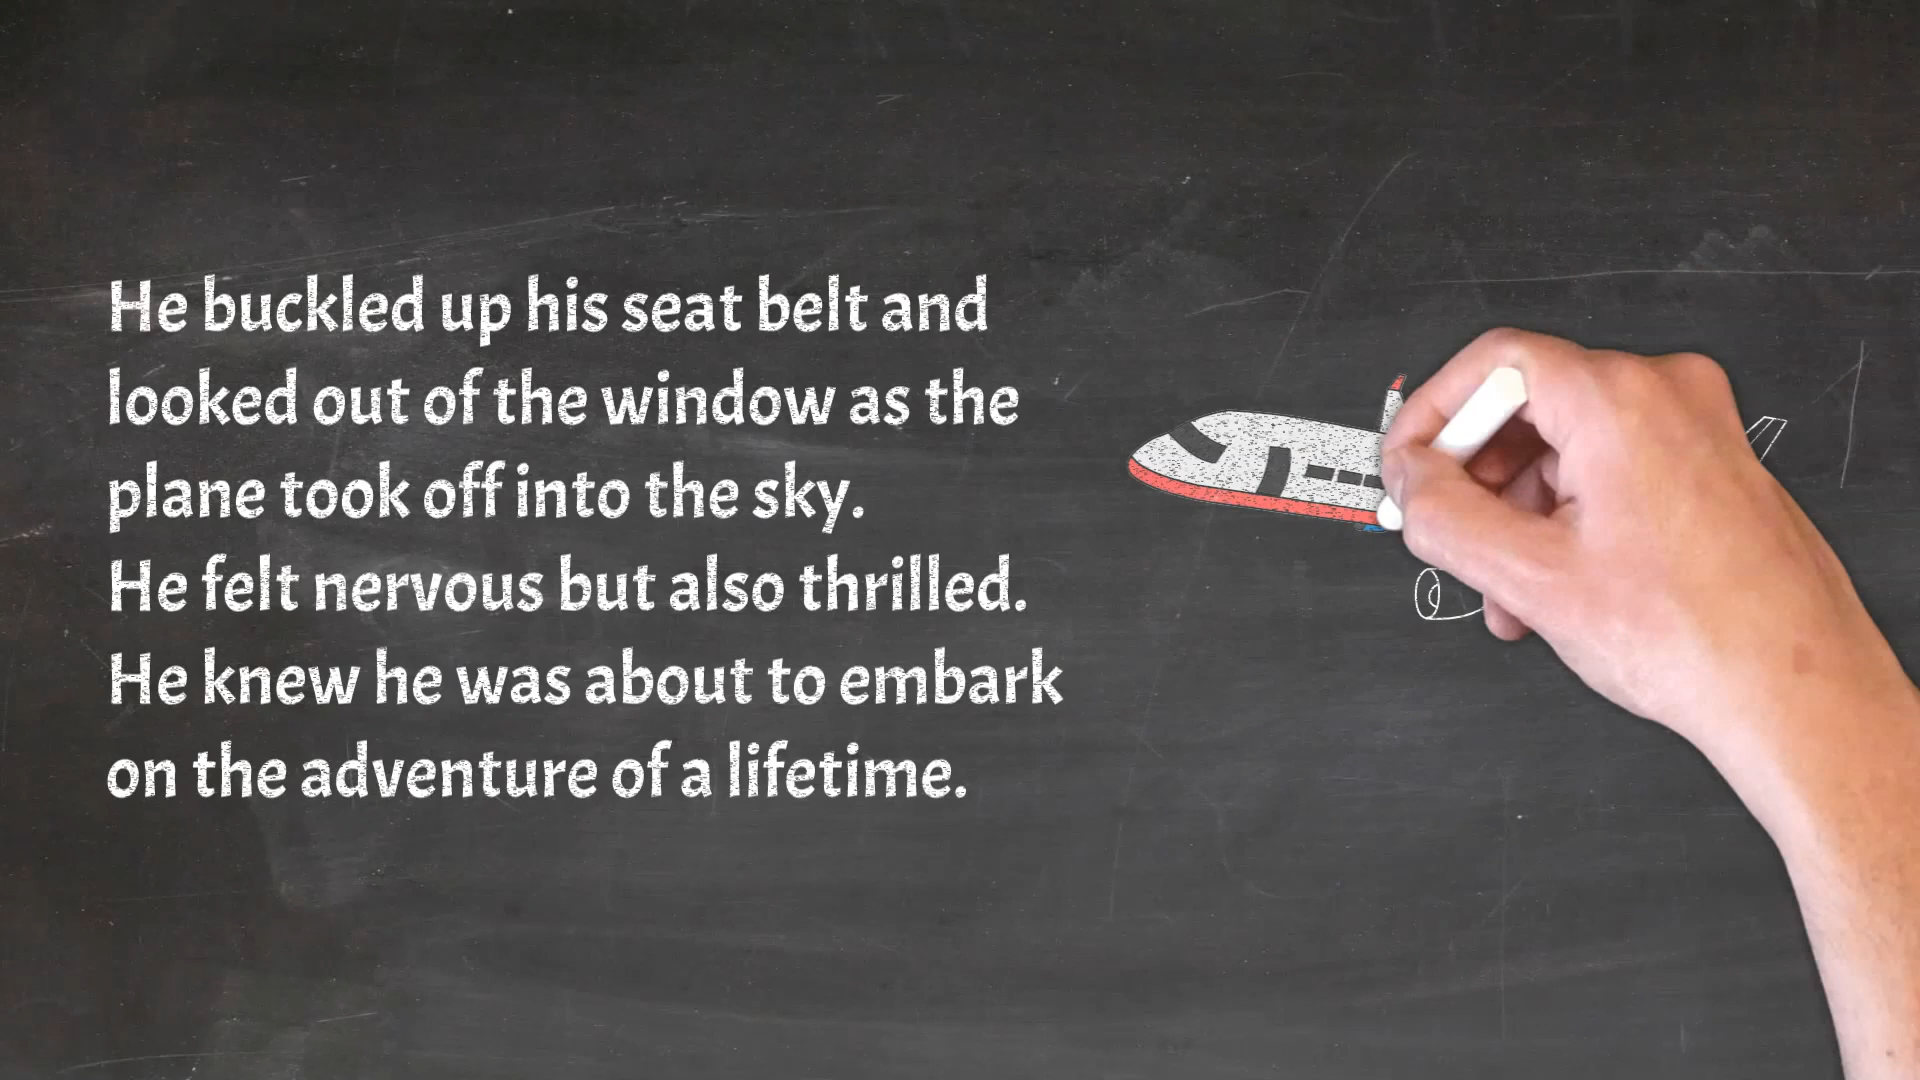 He buckled up his seat belt and
looked out of the window as the
plane took off into the sky.
He felt nervous but also thrilled.
He knew he was about to embark
on the adventure of a lifetime.